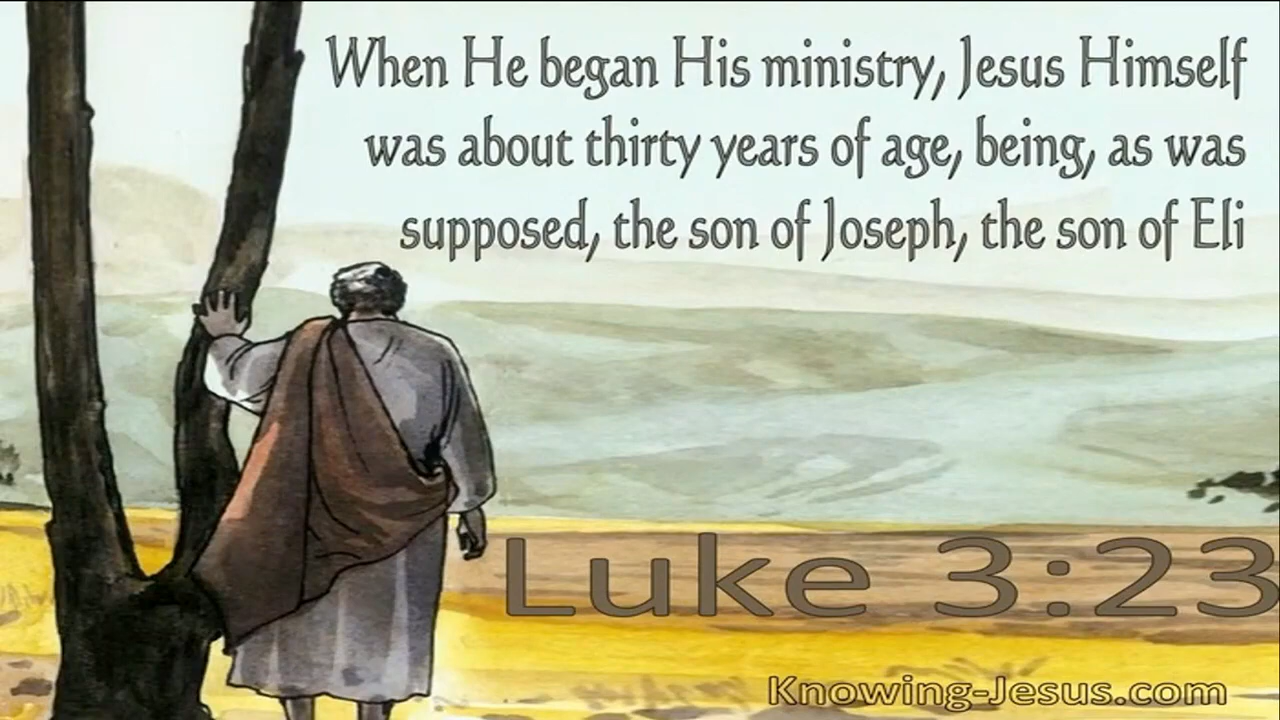 When He began His ministry, Jesus Himself
was about thirty years of age, being, as was
supposed, the son of Joseph, the son of Eli
Luke 3:23
Knowing-Jesus.com